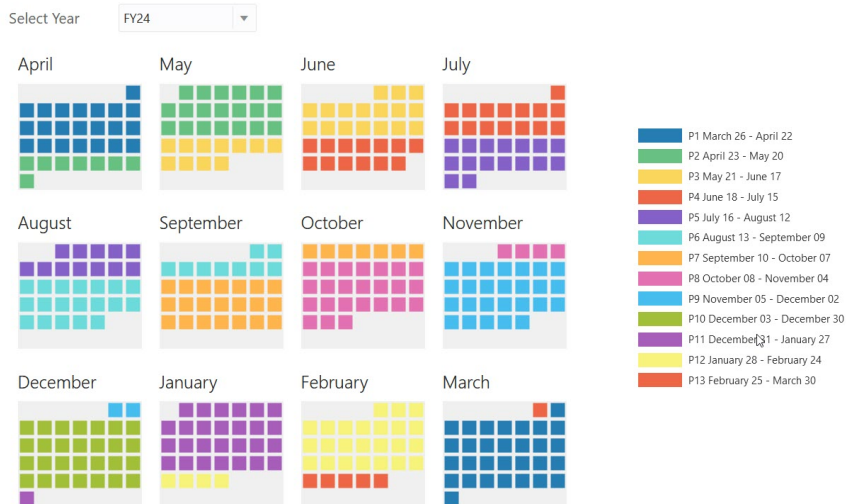 Select Year
FY24
April
May
June
July
August
September
October
November
December
January
February
March
P1 March 26 - April 22
P2 April 23 - May 20
P3 May 21 - June 17
P4 June 18 - July 15
P5 July 16 - August 12
P6 August 13 - September 09
P7 September 10 - October 07
P8 October 08 - November 04
P9 November 05 - December 02
P10 December 03 - December 30
P11 December 31 - January 27
P12 January 28 - February 24
P13 February 25 - March 30